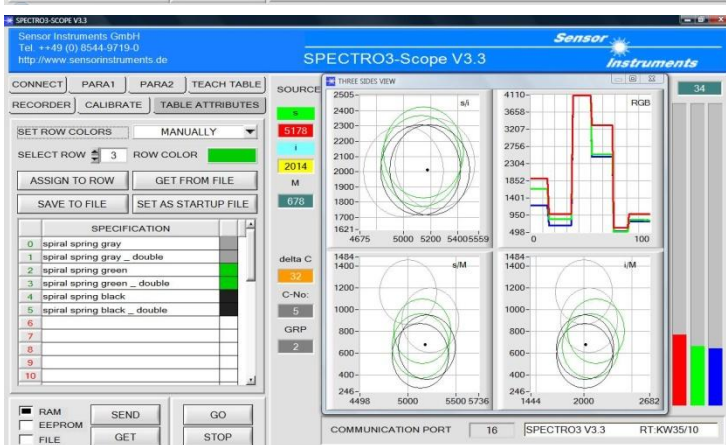 SPECTRO3-SCOPE V3.3
Sensor Instruments GmbH
Tel. ++49 (0) 8544-9719-0
http://www.sensorinstruments.de
SPECTRO3-Scope V3.3
Sensor Instruments
CONNECT PARA1 PARA2 TEACH TABLE
RECORDER CALIBRATE TABLE ATTRIBUTES
SET ROW COLORS MANUALLY
SELECT ROW 3 ROW COLOR
ASSIGN TO ROW GET FROM FILE
SAVE TO FILE SET AS STARTUP FILE
SPECIFICATION
0 spiral spring gray
1 spiral spring gray _ double
2 spiral spring green
3 spiral spring green _ double
4 spiral spring black
5 spiral spring black _ double
6
7
8
9
10
RAM
EEPROM
FILE
SEND GO
GET STOP
SOURCE
s
5178
i
2014
M
678
delta C
32
C-No:
5
GRP
2
THREE SIDES VIEW
34
s/i
2505-
2400-
2300-
2200-
2100-
2000-
1900-
1800-
1700-
1621-
4675 5000 5200 5400 5559
RGB
4110-
3658-
3207-
2756-
2304-
1852-
1401-
950-
498-
0 100
s/M
1484-
1400-
1200-
1000-
800-
600-
400-
246-
4498 5000 5500 5736
i/M
1484-
1400-
1200-
1000-
800-
600-
400-
246-
1444 2000 2682
COMMUNICATION PORT 16 SPECTRO3 V3.3 RT:KW35/10